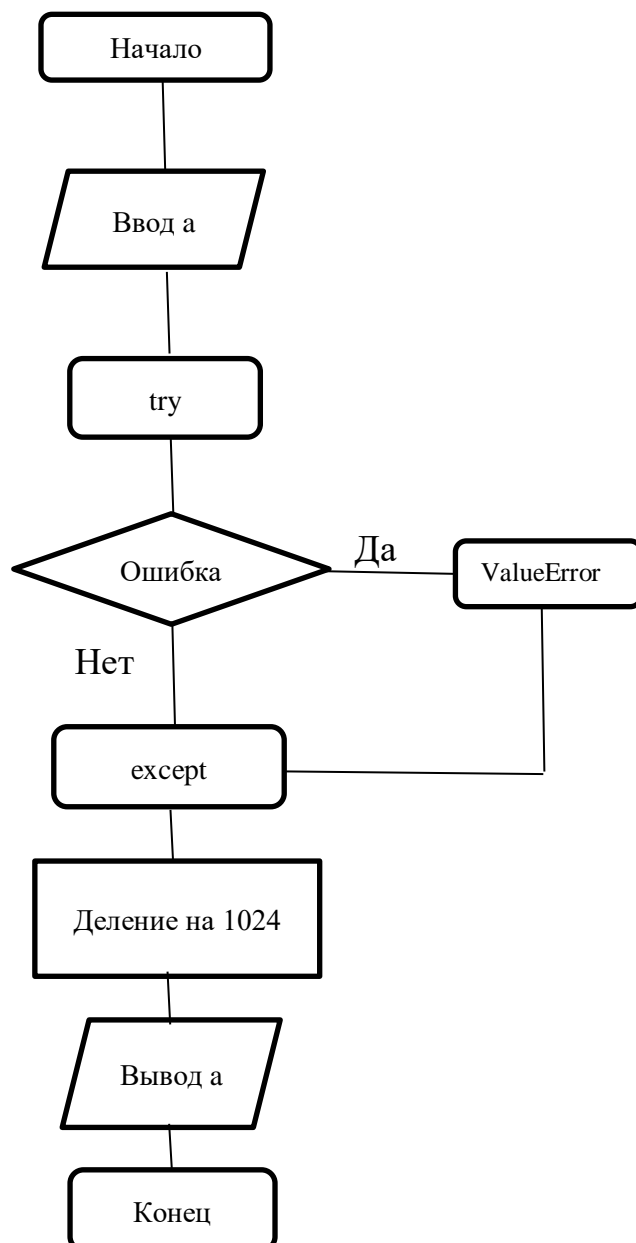 Начало
Ввод а
try
Ошибка
Да
ValueError
Нет
except
Деление на 1024
Вывод а
Конец